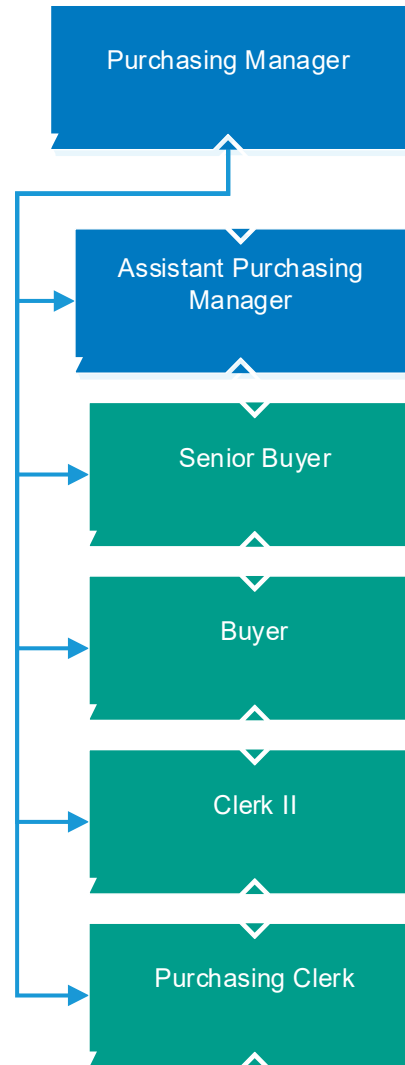 Purchasing Manager
Assistant Purchasing
Manager
Senior Buyer
Buyer
Clerk II
Purchasing Clerk